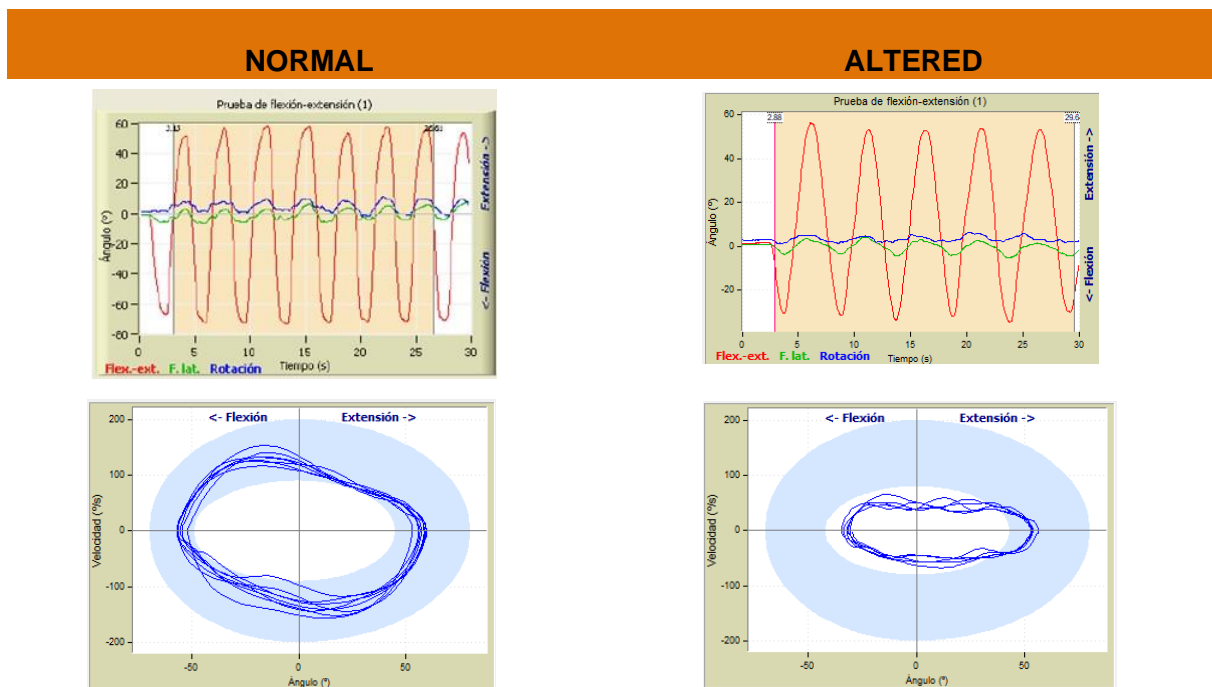 NORMAL
ALTERED
Prueba de flexión-extensión (1)
60
40
20
0
-20
-40
-60
-80
Ángulo (º)
Extensión ->
<- Flexión
0
5
10
15
20
25
30
Tiempo (s)
Flex.-ext. F. lat. Rotación
Prueba de flexión-extensión (1)
2.88
29.6
60
40
20
0
-20
Ángulo (º)
Extensión ->
<- Flexión
0
5
10
15
20
25
30
Tiempo (s)
Flex.-ext. F. lat. Rotación
<- Flexión Extensión ->
200
100
0
-100
-200
Velocidad (º/s)
-50
0
50
Ángulo (º)
<- Flexión Extensión ->
200
100
0
-100
-200
Velocidad (º/s)
-50
0
50
Ángulo (º)